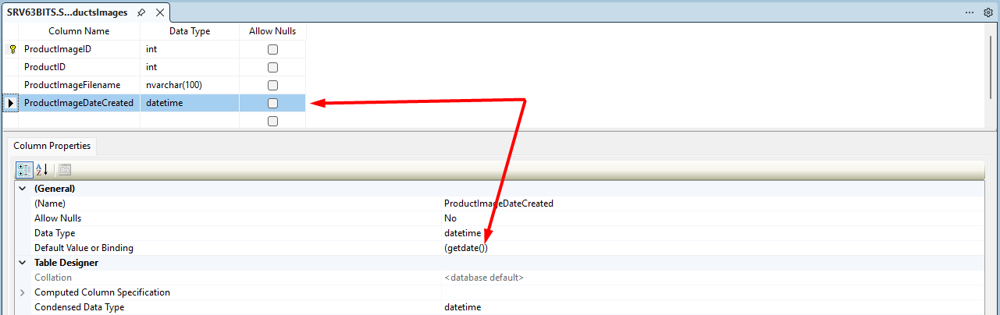 SRV63BITS.S...ductsImages
Column Name Data Type Allow Nulls
ProductImageID int
ProductID int
ProductImageFilename nvarchar(100)
ProductImageDateCreated datetime
Column Properties
(General)
(Name) ProductImageDateCreated
Allow Nulls No
Data Type datetime
Default Value or Binding (getdate())
Table Designer
Collation <database default>
Computed Column Specification
Condensed Data Type datetime